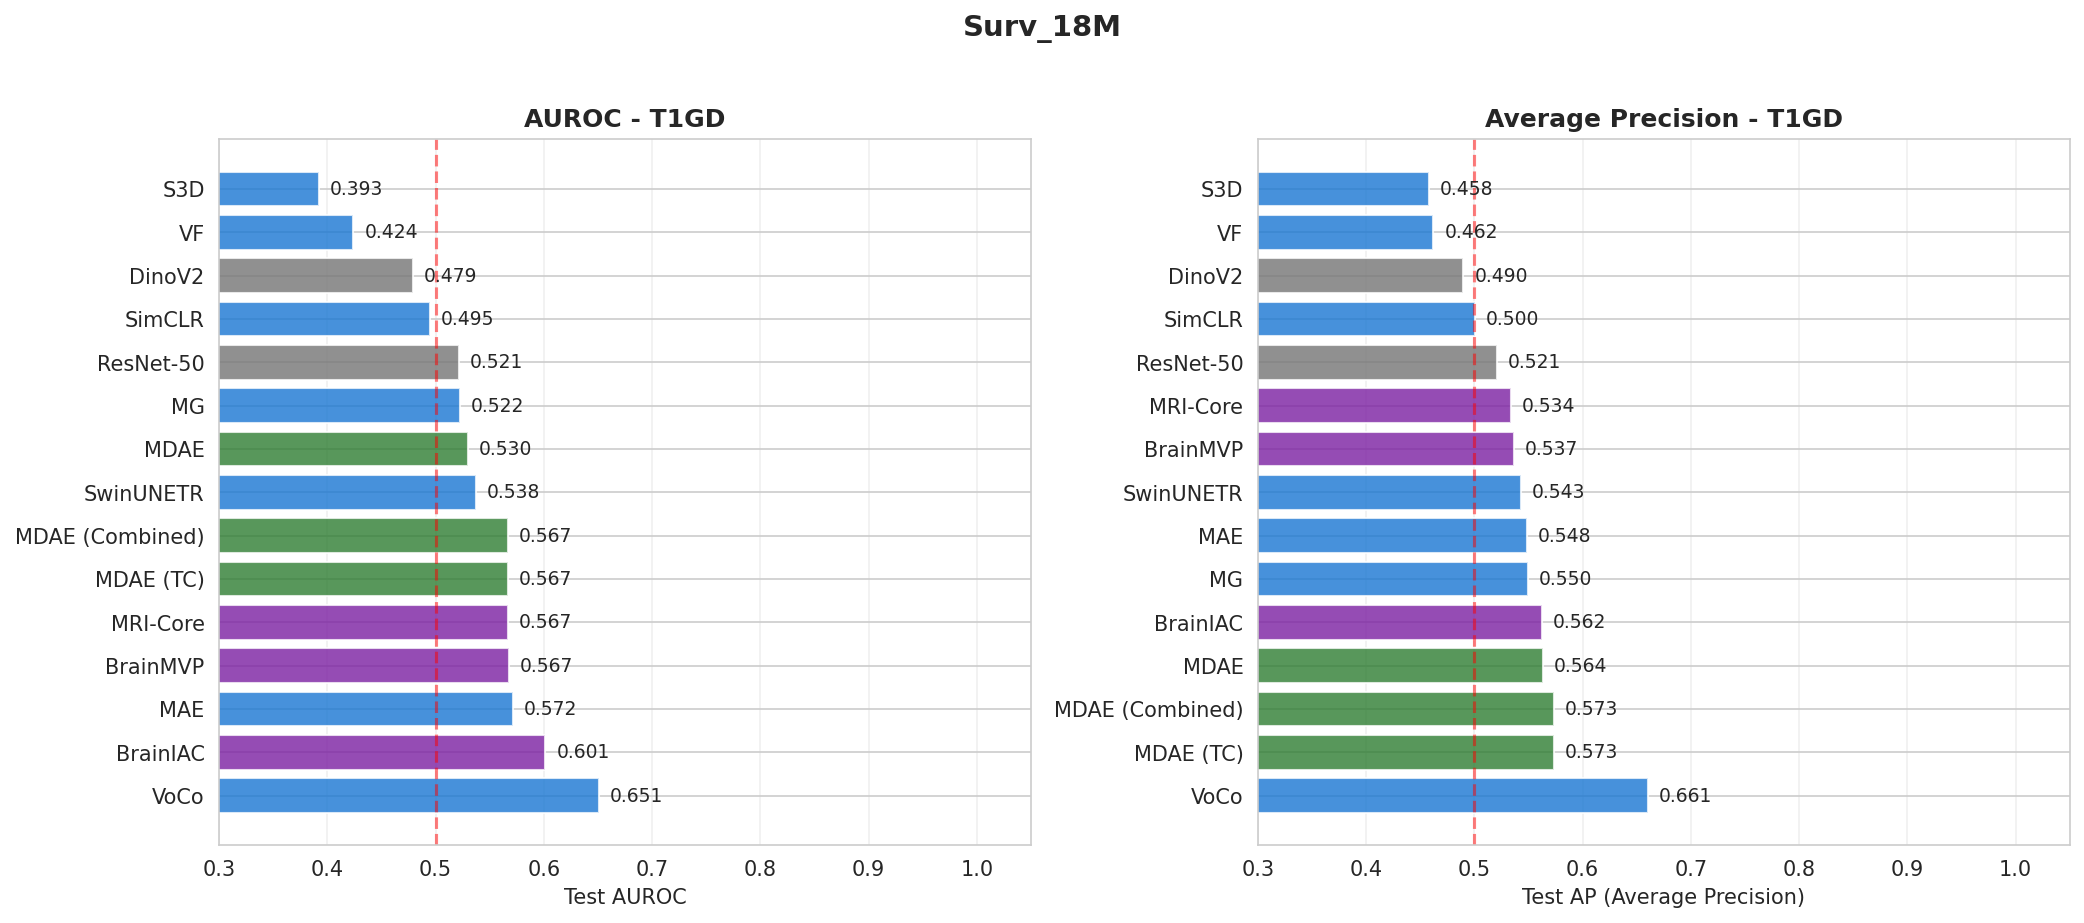 Surv_18M
AUROC - T1GD
S3D 0.393
VF 0.424
DinoV2 0.479
SimCLR 0.495
ResNet-50 0.521
MG 0.522
MDAE 0.530
SwinUNETR 0.538
MDAE (Combined) 0.567
MDAE (TC) 0.567
MRI-Core 0.567
BrainMVP 0.567
MAE 0.572
BrainIAC 0.601
VoCo 0.651
0.3 0.4 0.5 0.6 0.7 0.8 0.9 1.0
Test AUROC
Average Precision - T1GD
S3D 0.458
VF 0.462
DinoV2 0.490
SimCLR 0.500
ResNet-50 0.521
MRI-Core 0.534
BrainMVP 0.537
SwinUNETR 0.543
MAE 0.548
MG 0.550
BrainIAC 0.562
MDAE 0.564
MDAE (Combined) 0.573
MDAE (TC) 0.573
VoCo 0.661
0.3 0.4 0.5 0.6 0.7 0.8 0.9 1.0
Test AP (Average Precision)